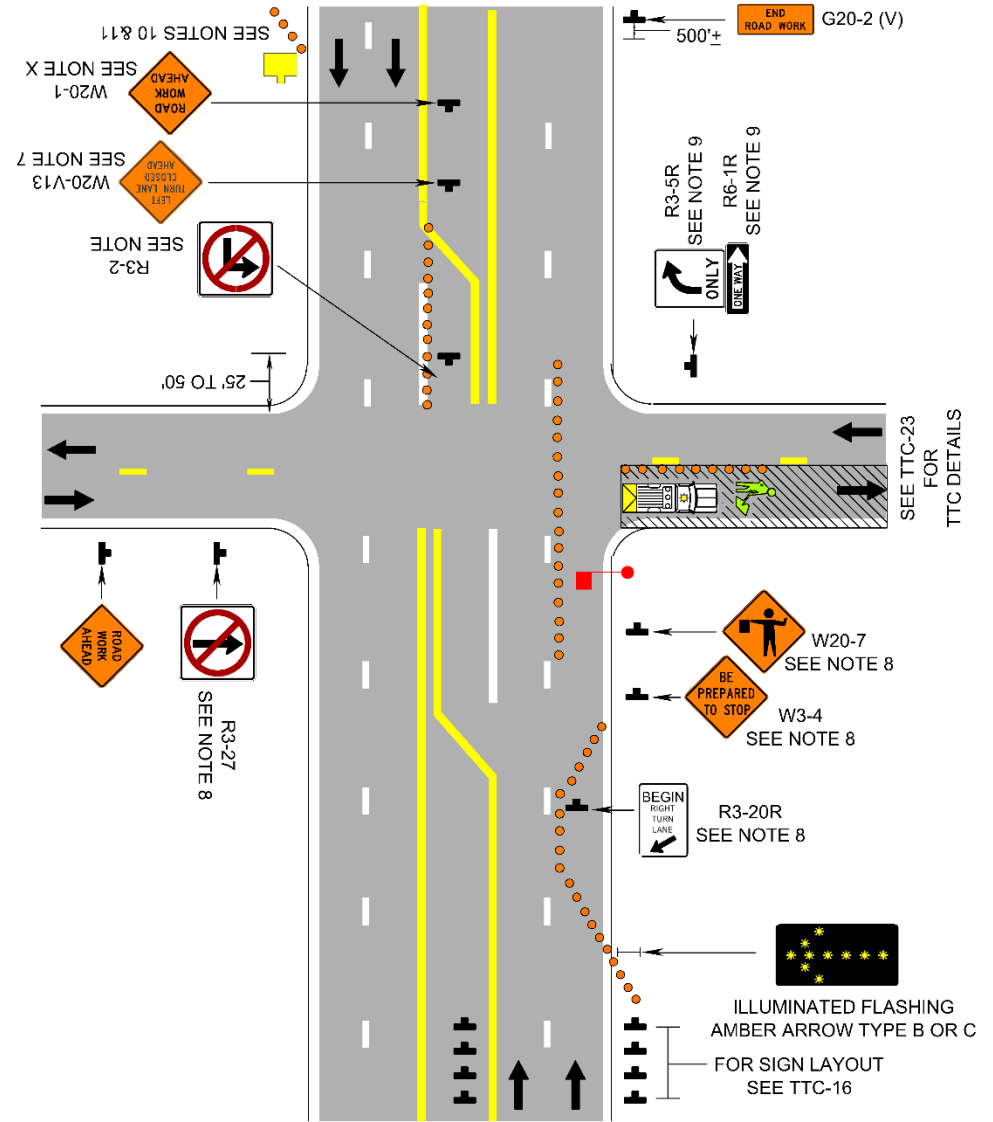 SEE NOTES 10 &11
W20-1
SEE NOTE X
ROAD
WORK
AHEAD
W20-V13
SEE NOTE 7
LEFT
TURN LANE
CLOSED
AHEAD
R3-2
SEE NOTE
25' TO 50'
500'±
END
ROAD WORK
G20-2 (V)
R3-5R
SEE NOTE 9
R6-1R
SEE NOTE 9
ONLY
ONE WAY
SEE TTC-23
FOR
TTC DETAILS
ROAD
WORK
AHEAD
R3-27
SEE NOTE 8
W20-7
SEE NOTE 8
BE
PREPARED
TO STOP
W3-4
SEE NOTE 8
BEGIN
RIGHT
TURN
LANE
R3-20R
SEE NOTE 8
ILLUMINATED FLASHING
AMBER ARROW TYPE B OR C
FOR SIGN LAYOUT
SEE TTC-16